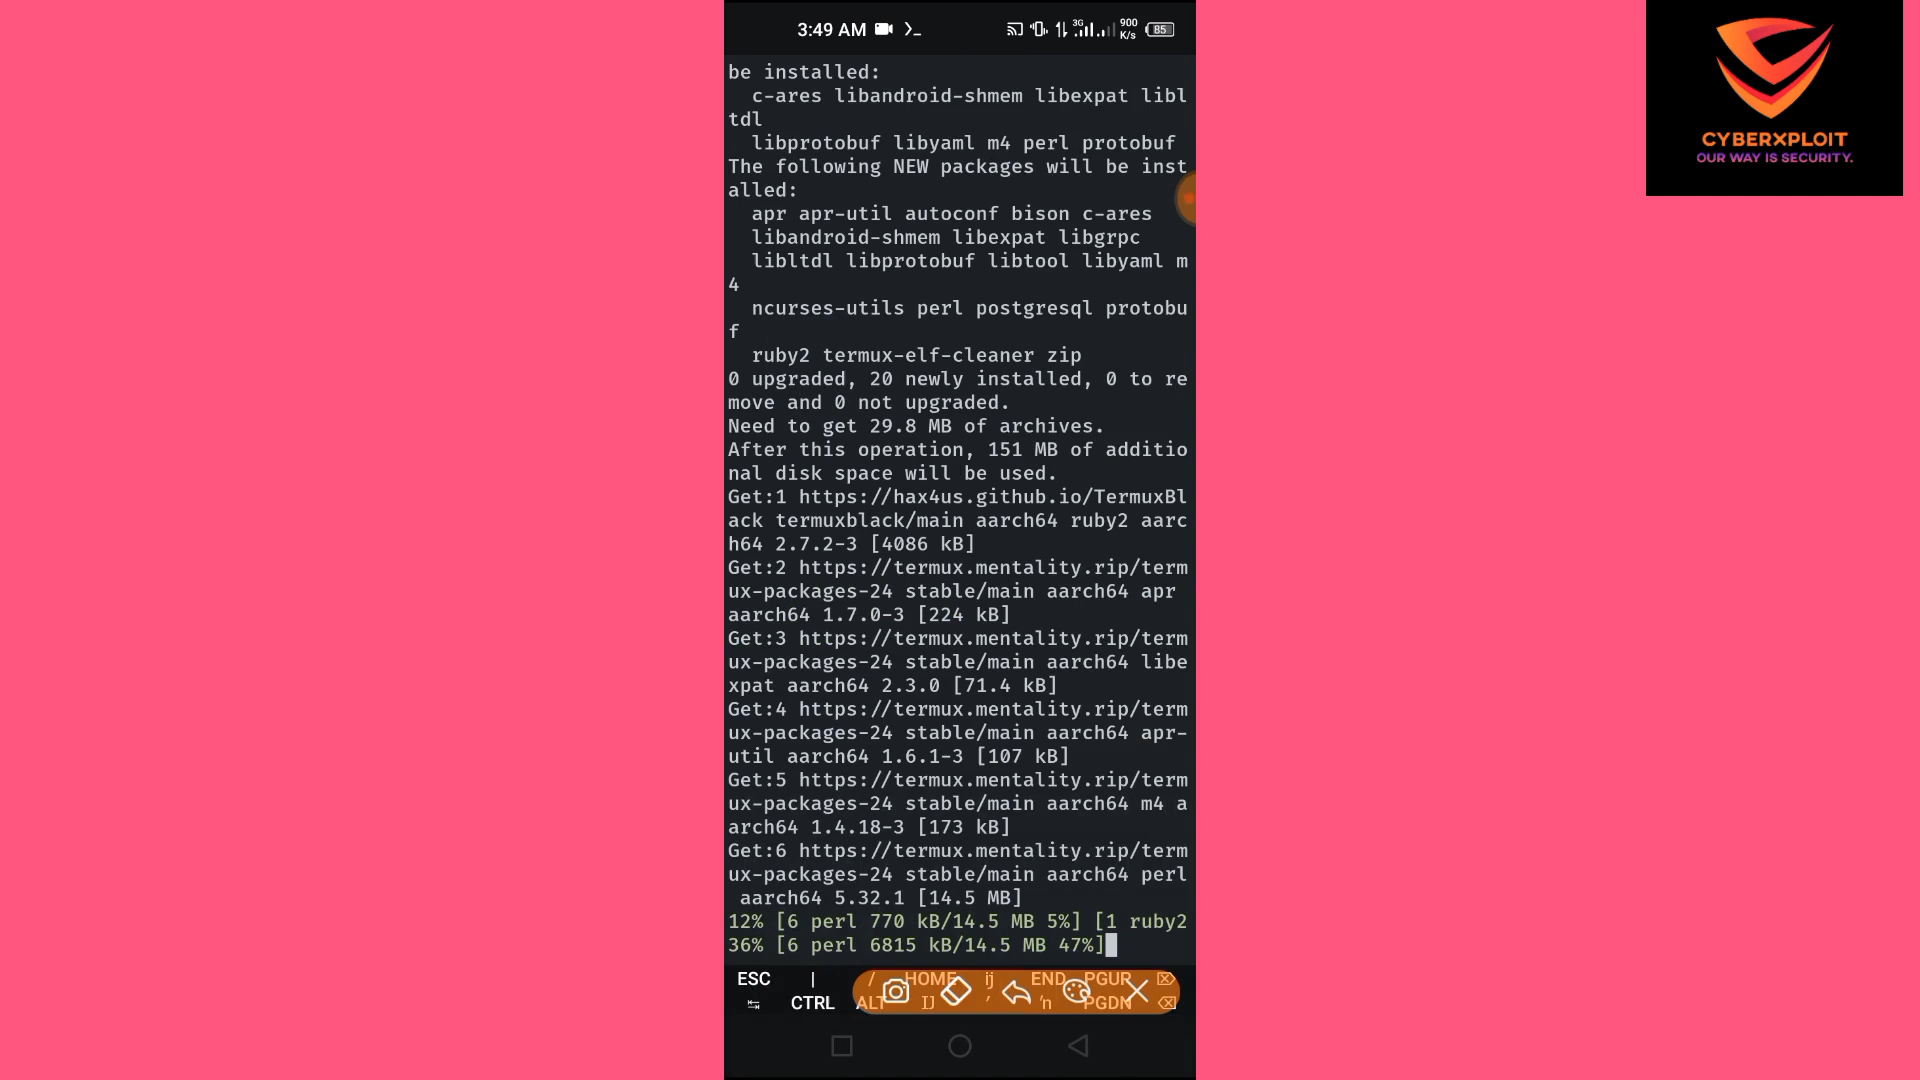 3:49 AM
3G
900
K/s
85
CYBERXPLOIT
OUR WAY IS SECURITY.
be installed:
c-ares libandroid-shmem libexpat libl
tdl
libprotobuf libyaml m4 perl protobuf
The following NEW packages will be inst
alled:
apr apr-util autoconf bison c-ares
libandroid-shmem libexpat libgrpc
libltdl libprotobuf libtool libyaml m
4
ncurses-utils perl postgresql protobu
f
ruby2 termux-elf-cleaner zip
0 upgraded, 20 newly installed, 0 to re
move and 0 not upgraded.
Need to get 29.8 MB of archives.
After this operation, 151 MB of additio
nal disk space will be used.
Get:1 https://hax4us.github.io/TermuxBl
ack termuxblack/main aarch64 ruby2 aarc
h64 2.7.2-3 [4086 kB]
Get:2 https://termux.mentality.rip/term
ux-packages-24 stable/main aarch64 apr
aarch64 1.7.0-3 [224 kB]
Get:3 https://termux.mentality.rip/term
ux-packages-24 stable/main aarch64 libe
xpat aarch64 2.3.0 [71.4 kB]
Get:4 https://termux.mentality.rip/term
ux-packages-24 stable/main aarch64 apr-
util aarch64 1.6.1-3 [107 kB]
Get:5 https://termux.mentality.rip/term
ux-packages-24 stable/main aarch64 m4 a
arch64 1.4.18-3 [173 kB]
Get:6 https://termux.mentality.rip/term
ux-packages-24 stable/main aarch64 perl
aarch64 5.32.1 [14.5 MB]
12% [6 perl 770 kB/14.5 MB 5%] [1 ruby2
36% [6 perl 6815 kB/14.5 MB 47%]
ESC | / HOME END PGUP
CTRL ALT PGDN